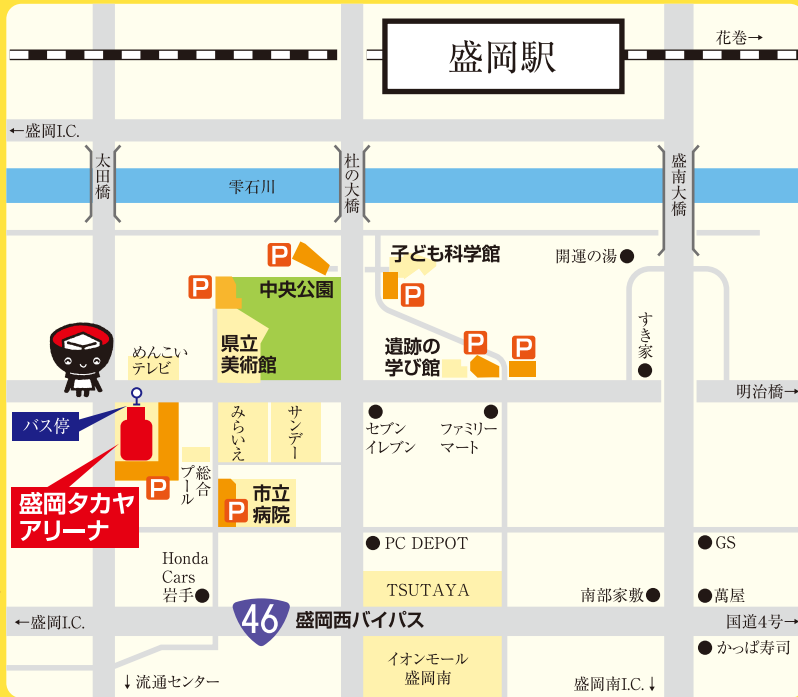 花巻→
盛岡駅
←盛岡I.C.
太田橋
雫石川
杜の大橋
盛南大橋
P
子ども科学館
開運の湯
P
中央公園
P
すき家
県立
美術館
遺跡の
学び館
P
P
めんこい
テレビ
明治橋→
バス停
みらいえ
サンデー
セブン
イレブン
ファミリー
マート
総合
プール
P
盛岡タカヤ
アリーナ
P
市立
病院
PC DEPOT
GS
Honda
Cars
岩手
TSUTAYA
南部家敷
萬屋
←盛岡I.C.
46
盛岡西バイパス
国道4号→
かっぱ寿司
イオンモール
盛岡南
↓流通センター
盛岡南I.C.↓